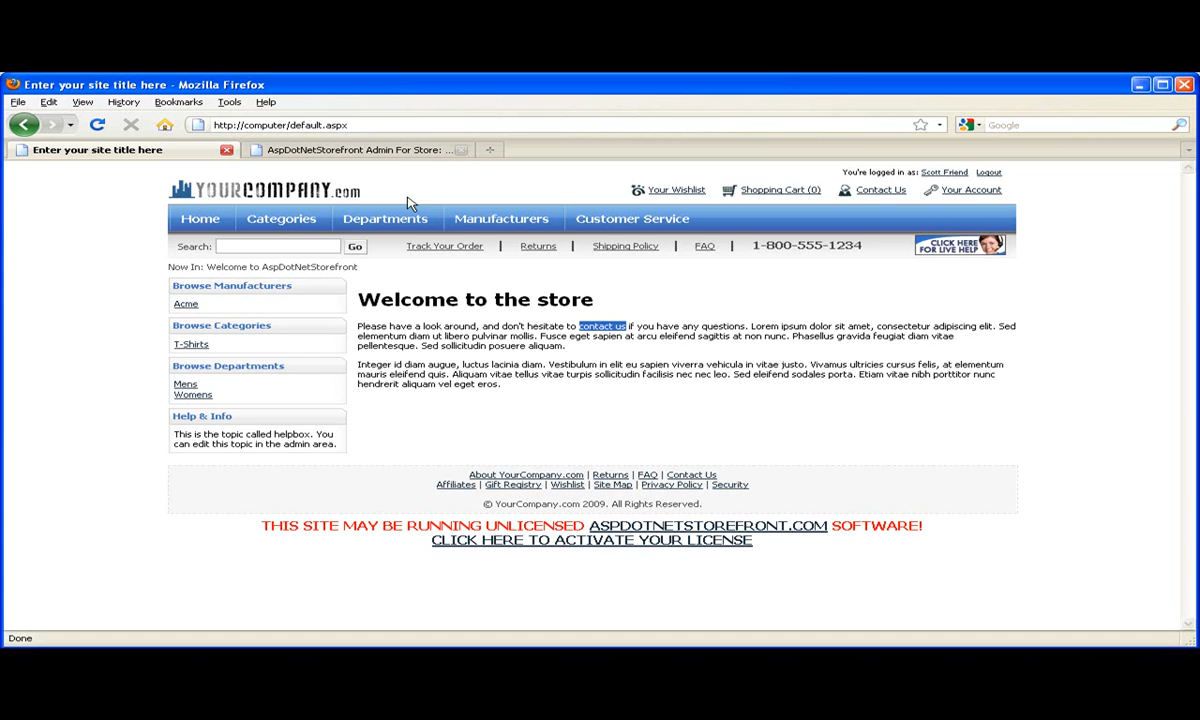 Enter your site title here - Mozilla Firefox
File Edit View History Bookmarks Tools Help
http://computer/default.aspx
Google
Enter your site title here
AspDotNetStorefront Admin For Store: ...
You're logged in as: Scott Friend Logout
YOURCOMPANY.com
Your Wishlist Shopping Cart (0) Contact Us Your Account
Home Categories Departments Manufacturers Customer Service
Search: Go Track Your Order | Returns | Shipping Policy | FAQ | 1-800-555-1234
CLICK HERE
FOR LIVE HELP
Now In: Welcome to AspDotNetStorefront
Browse Manufacturers
Acme
Browse Categories
T-Shirts
Browse Departments
Mens
Womens
Help & Info
This is the topic called helpbox. You
can edit this topic in the admin area.
Welcome to the store
Please have a look around, and don't hesitate to contact us if you have any questions. Lorem ipsum dolor sit amet, consectetur adipiscing elit. Sed
elementum diam ut libero pulvinar mollis. Fusce eget sapien at arcu eleifend sagittis at non nunc. Phasellus gravida feugiat diam vitae
pellentesque. Sed sollicitudin posuere aliquam.
Integer id diam augue, luctus lacinia diam. Vestibulum in elit eu sapien viverra vehicula in vitae justo. Vivamus ultricies cursus felis, at elementum
mauris eleifend quis. Aliquam vitae tellus vitae turpis sollicitudin facilisis nec nec leo. Sed eleifend sodales porta. Etiam vitae nibh porttitor nunc
hendrerit aliquam vel eget eros.
About YourCompany.com | Returns | FAQ | Contact Us
Affiliates | Gift Registry | Wishlist | Site Map | Privacy Policy | Security
© YourCompany.com 2009. All Rights Reserved.
THIS SITE MAY BE RUNNING UNLICENSED ASPDOTNETSTOREFRONT.COM SOFTWARE!
CLICK HERE TO ACTIVATE YOUR LICENSE
Done